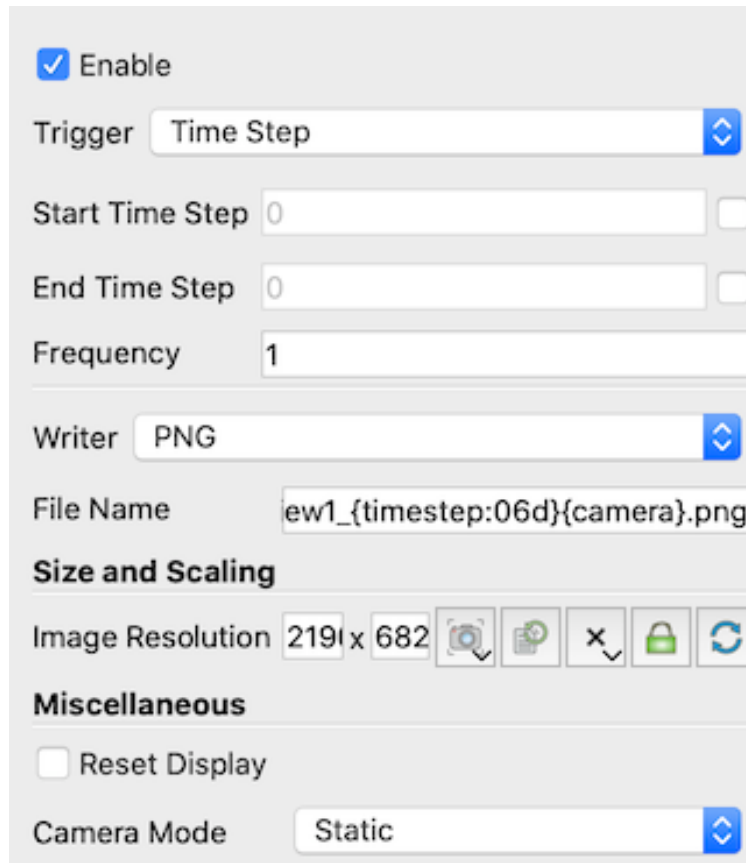 Enable
Trigger Time Step
Start Time Step 0
End Time Step 0
Frequency 1
Writer PNG
File Name ew1_{timestep:06d}{camera}.png
Size and Scaling
Image Resolution 219 x 682
Miscellaneous
Reset Display
Camera Mode Static